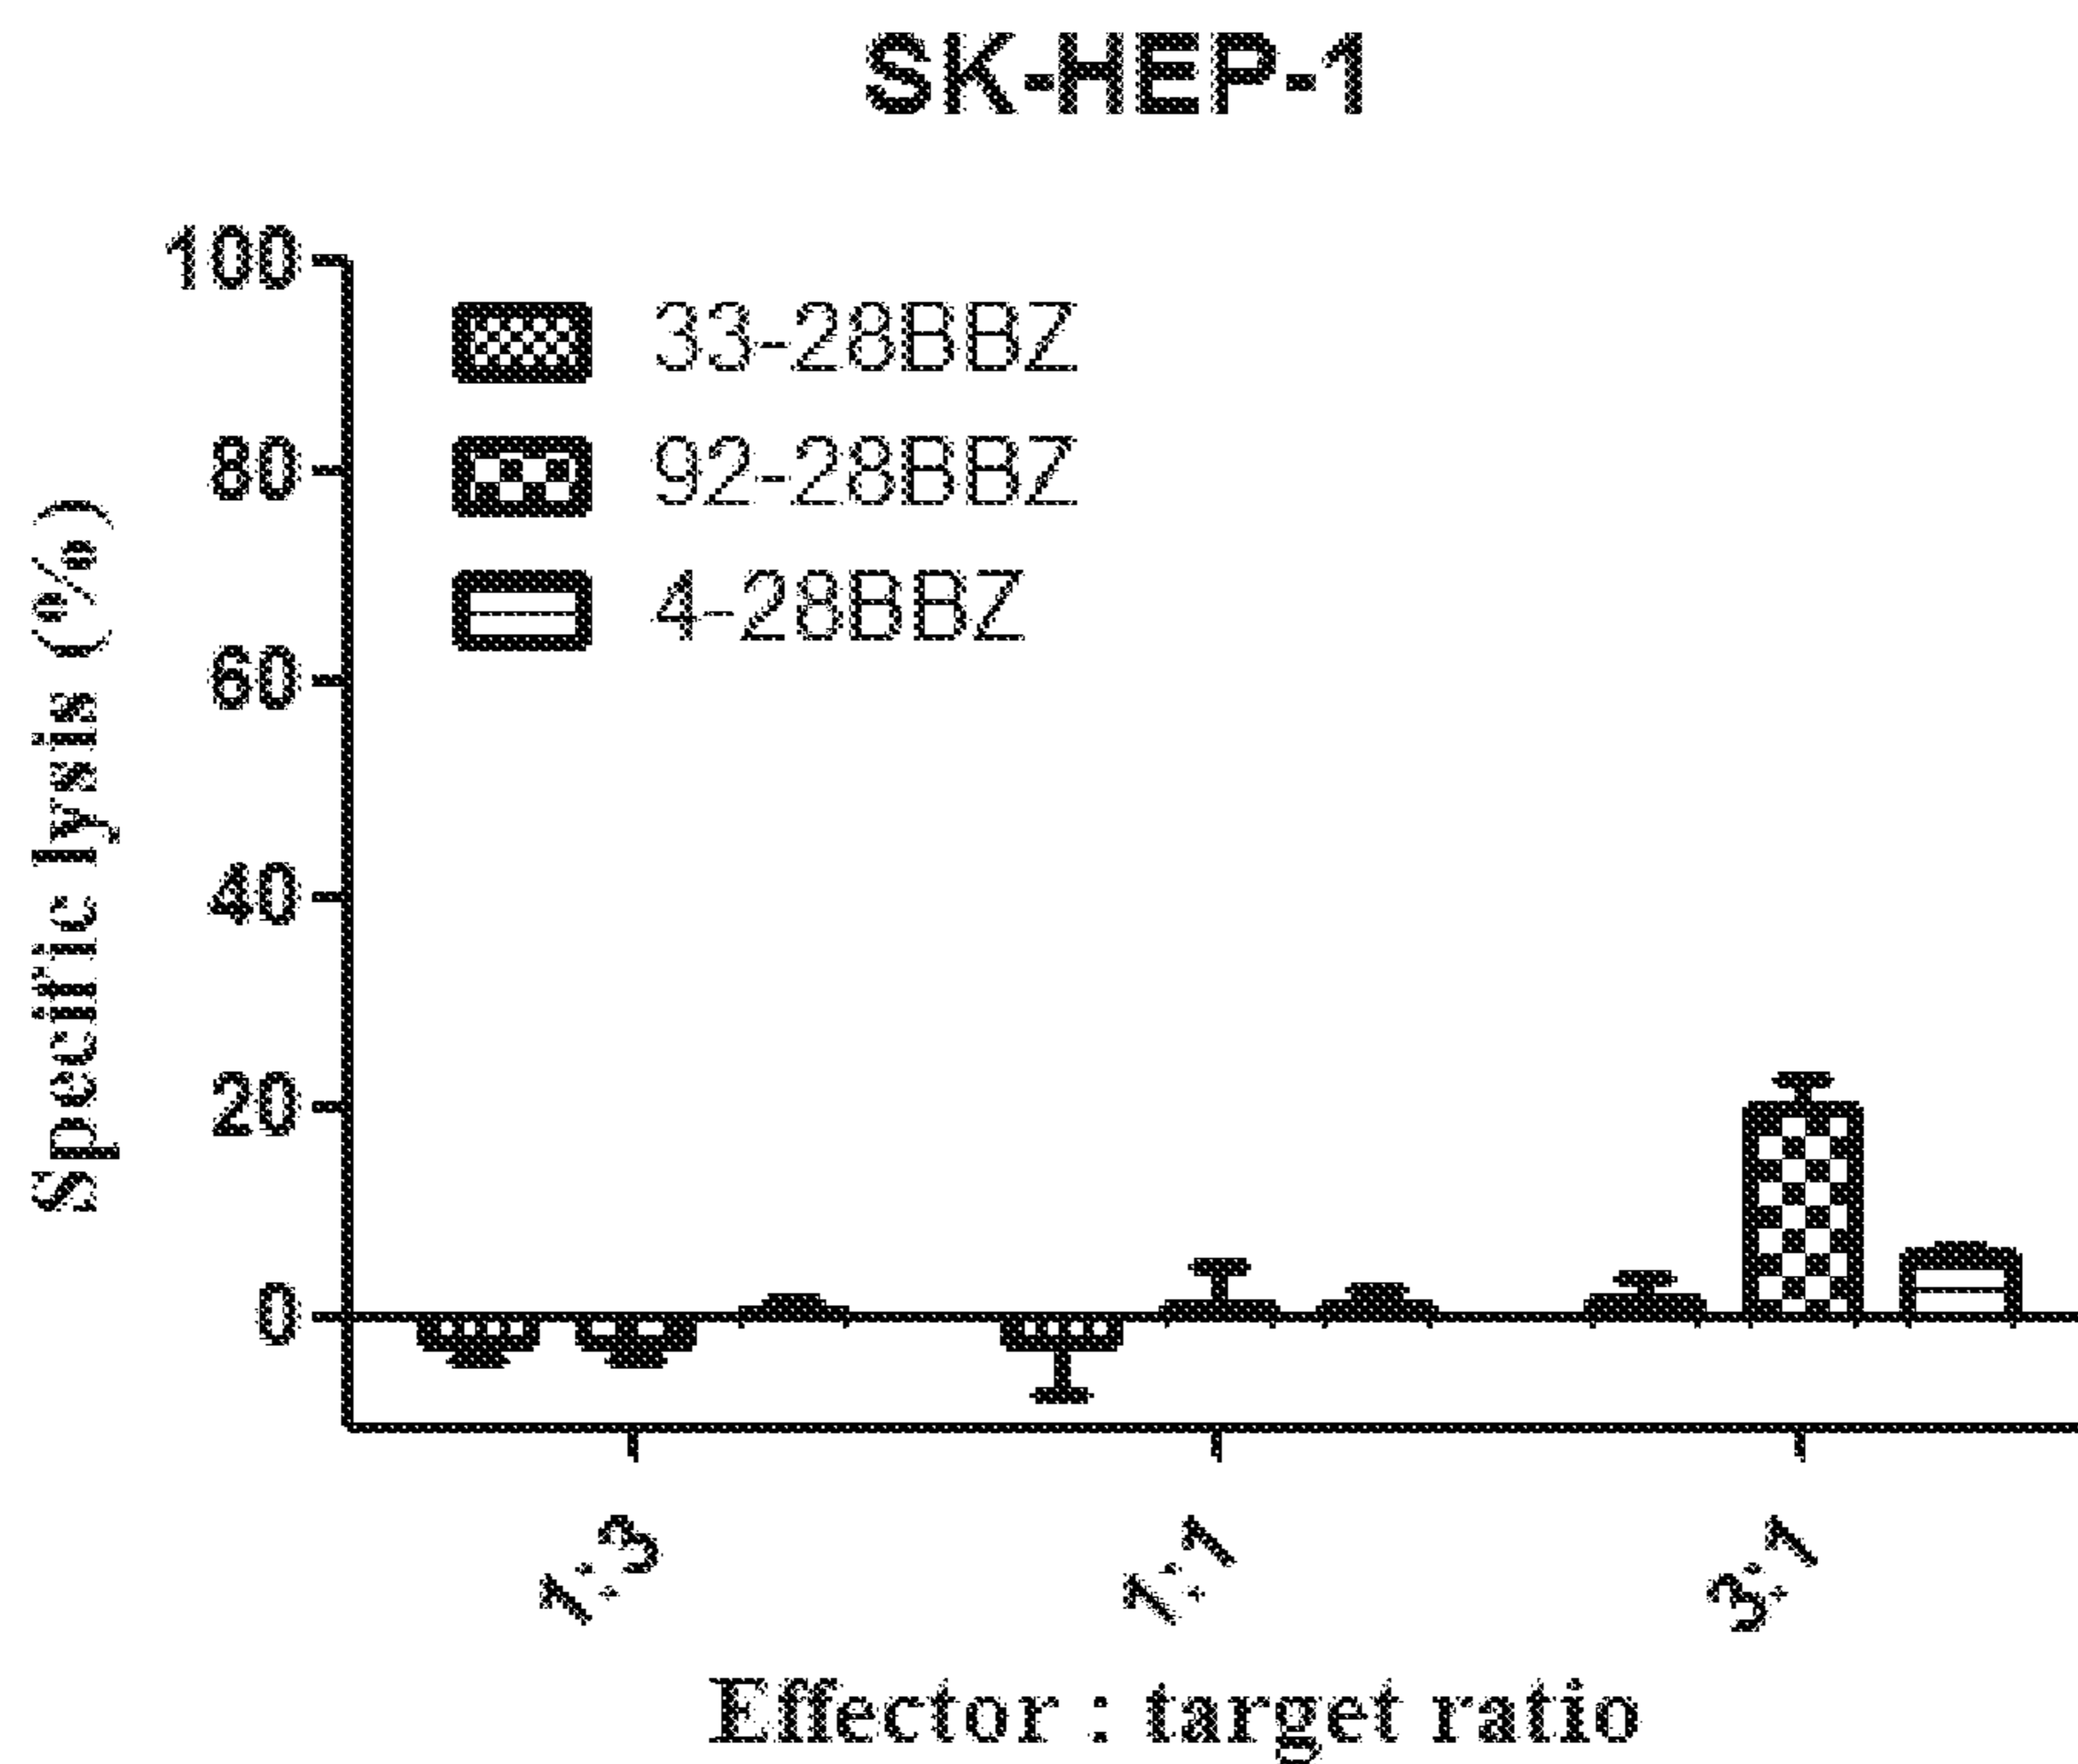 SK-HEP-1
Specific lysis (%)
100
80
60
40
20
0
33-28BBZ
92-28BBZ
4-28BBZ
1:3
1:1
3:1
Effector : target ratio